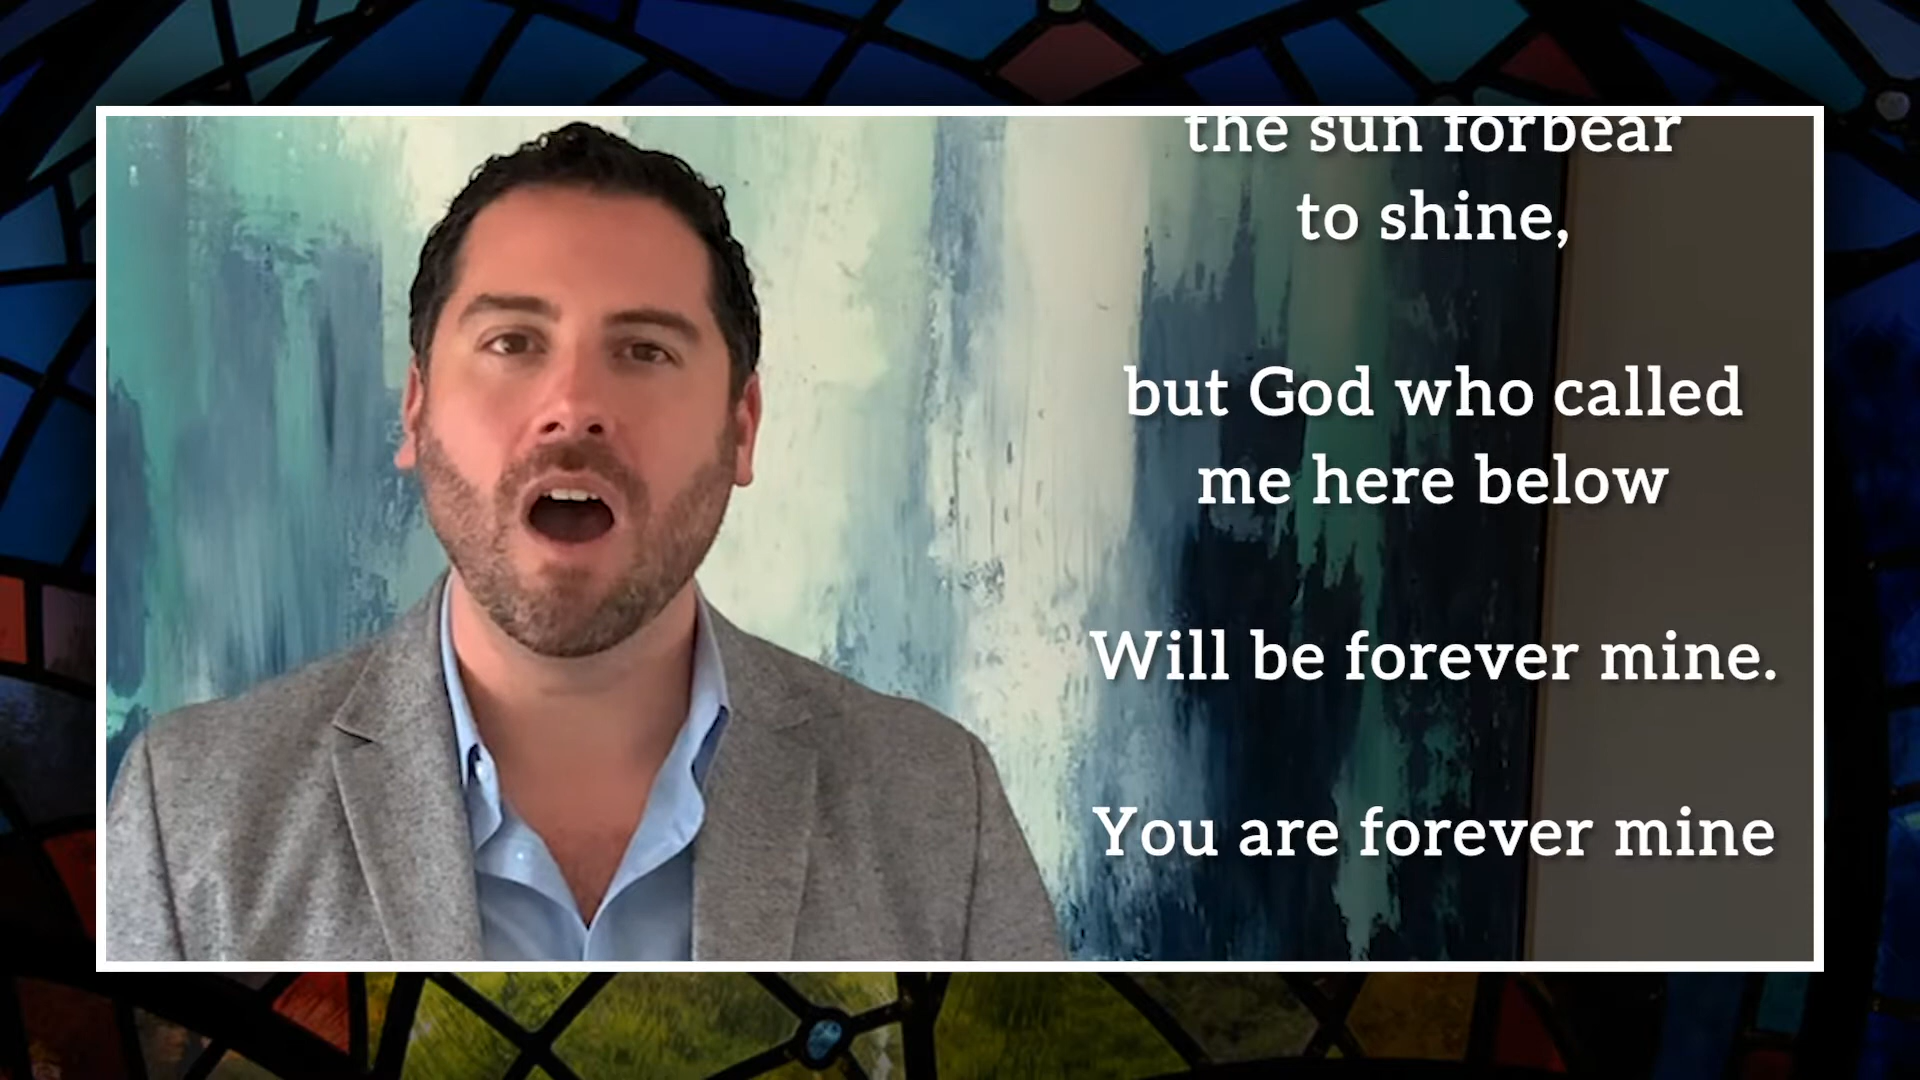 the sun forbear
to shine,
but God who called
me here below
Will be forever mine.
You are forever mine